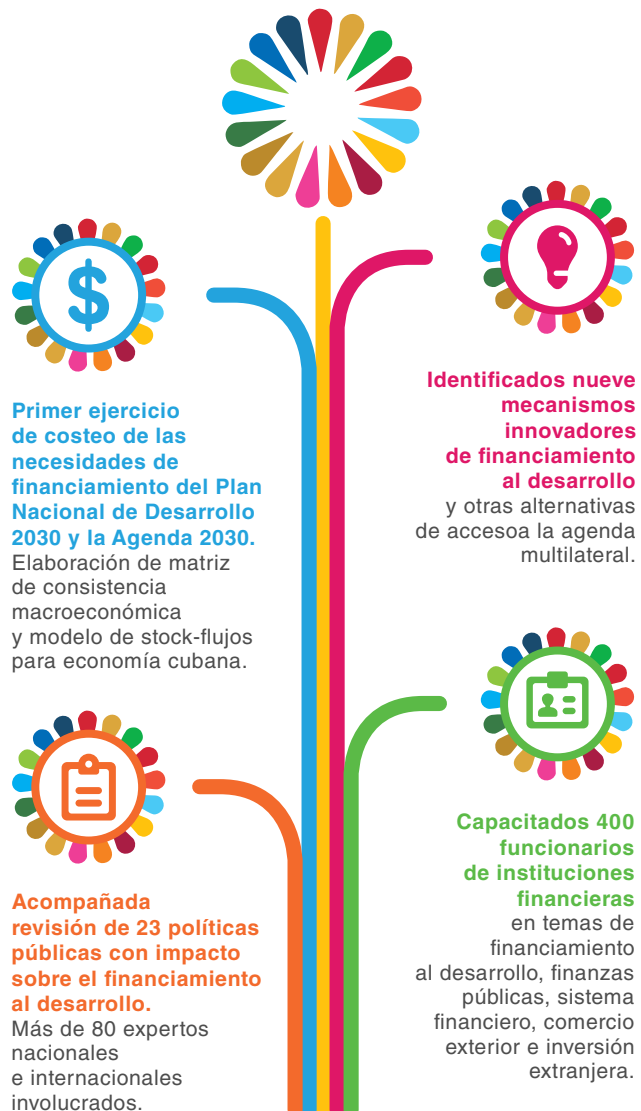 $
Primer ejercicio
de costeo de las
necesidades de
financiamiento del Plan
Nacional de Desarrollo
2030 y la Agenda 2030.
Elaboración de matriz
de consistencia
macroeconómica
y modelo de stock-flujos
para economía cubana.
Identificados nueve
mecanismos
innovadores
de financiamiento
al desarrollo
y otras alternativas
de accesoa la agenda
multilateral.
Acompañada
revisión de 23 políticas
públicas con impacto
sobre el financiamiento
al desarrollo.
Más de 80 expertos
nacionales
e internacionales
involucrados.
Capacitados 400
funcionarios
de instituciones
financieras
en temas de
financiamiento
al desarrollo, finanzas
públicas, sistema
financiero, comercio
exterior e inversión
extranjera.